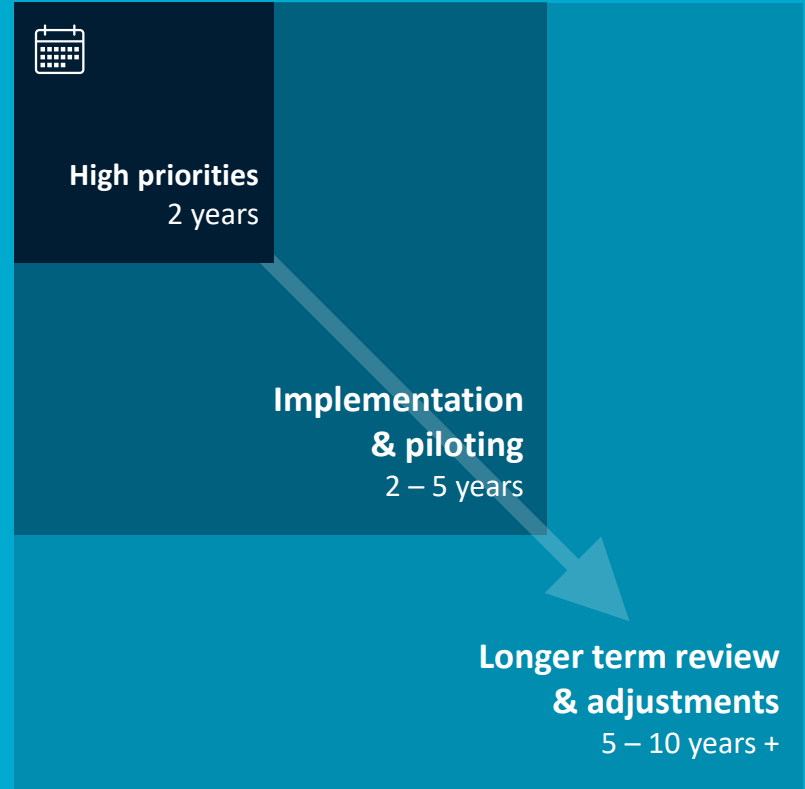 High priorities
2 years
Implementation
& piloting
2 – 5 years
Longer term review
& adjustments
5 – 10 years +